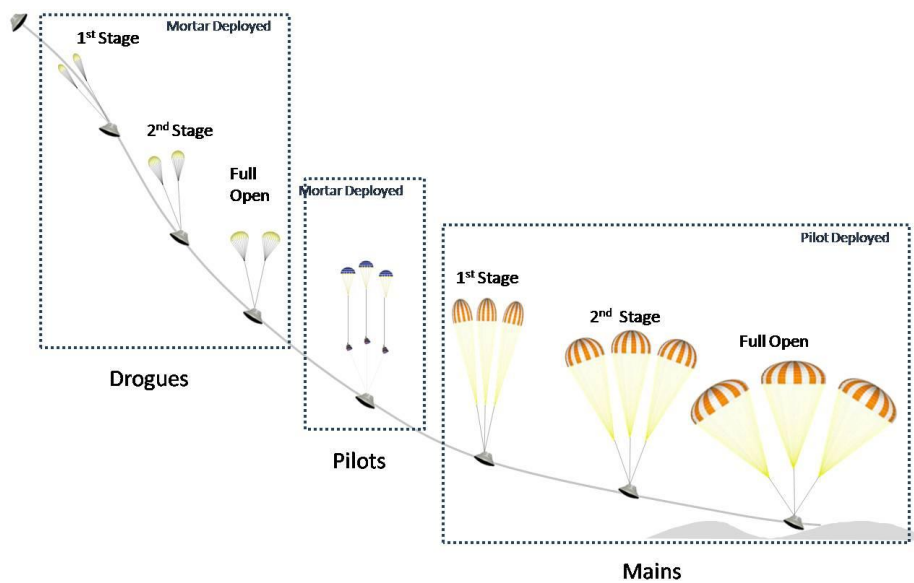 Mortar Deployed
1st Stage
2nd Stage
Full
Open
Drogues
Mortar Deployed
Pilots
Pilot Deployed
1st Stage
2nd Stage
Full Open
Mains